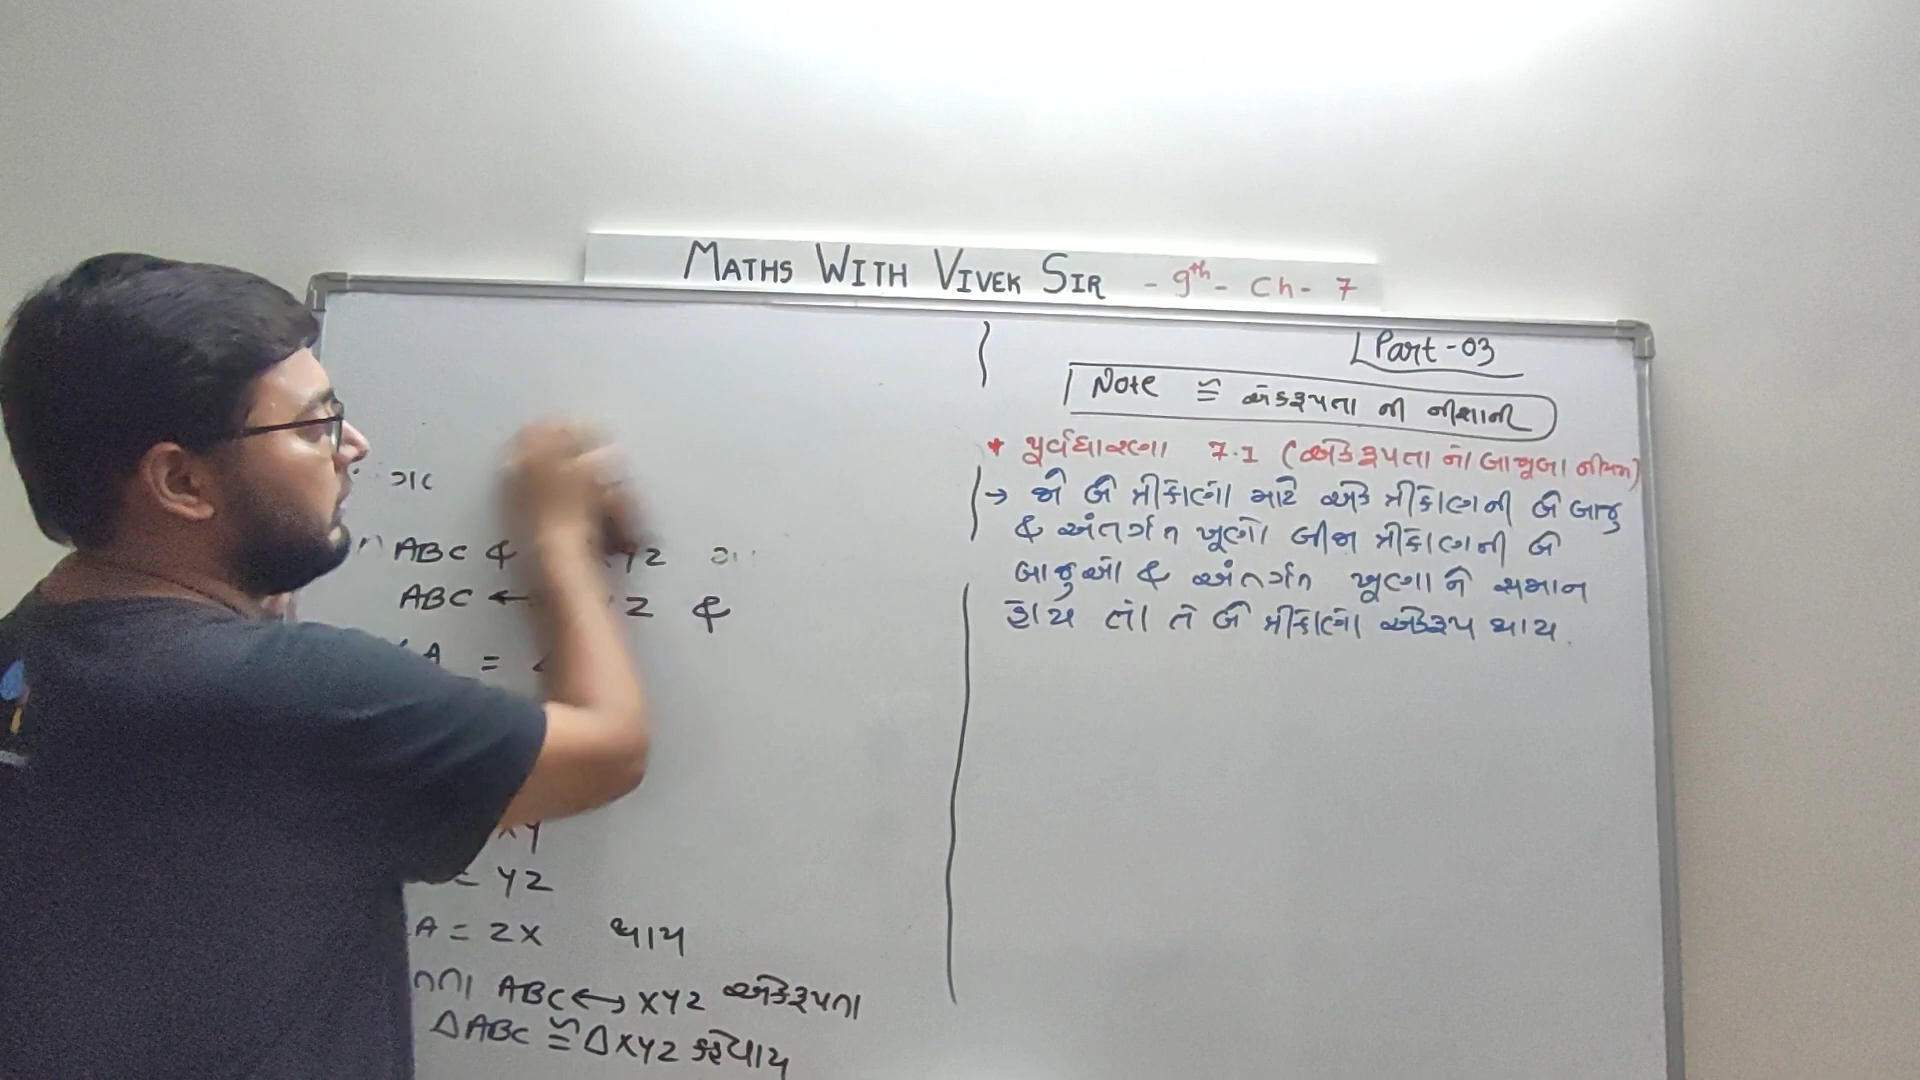 MATHS WITH VIVEK SIR - 9th - Ch - 7
ABC &
YZ
ABC ←
Z &
A = ∠
XY
= YZ
A = ZX થાય
ABC ↔ XYZ એકરૂપતા
ΔABC ≅ ΔXYZ કહેવાય
Part - 03
Note ≅ એકરૂપતા ની નીશાની
* પૂર્વધારણા 7.1 (એકરૂપતા નો બાખૂબા નીયમ)
→ જો બે ત્રીકોણો માટે એક ત્રીકોણની બે બાજુ
& અંતર્ગત ખૂણો બીજા ત્રીકોણની બે
બાજુઓ & અંતર્ગત ખૂણાને સમાન
હોય તો તે બે ત્રીકોણો એકરૂપ થાય.